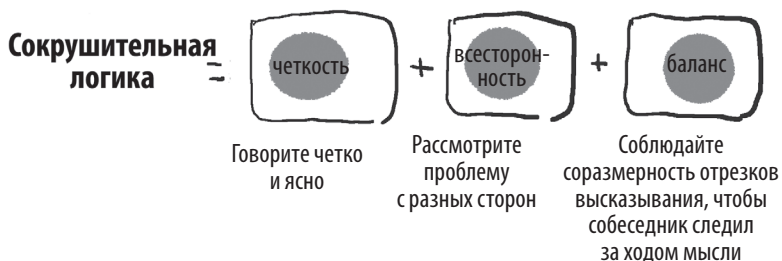 Сокрушительная
логика
=
четкость
+
всесторон-
ность
+
баланс
Говорите четко
и ясно
Рассмотрите
проблему
с разных сторон
Соблюдайте
соразмерность отрезков
высказывания, чтобы
собеседник следил
за ходом мысли